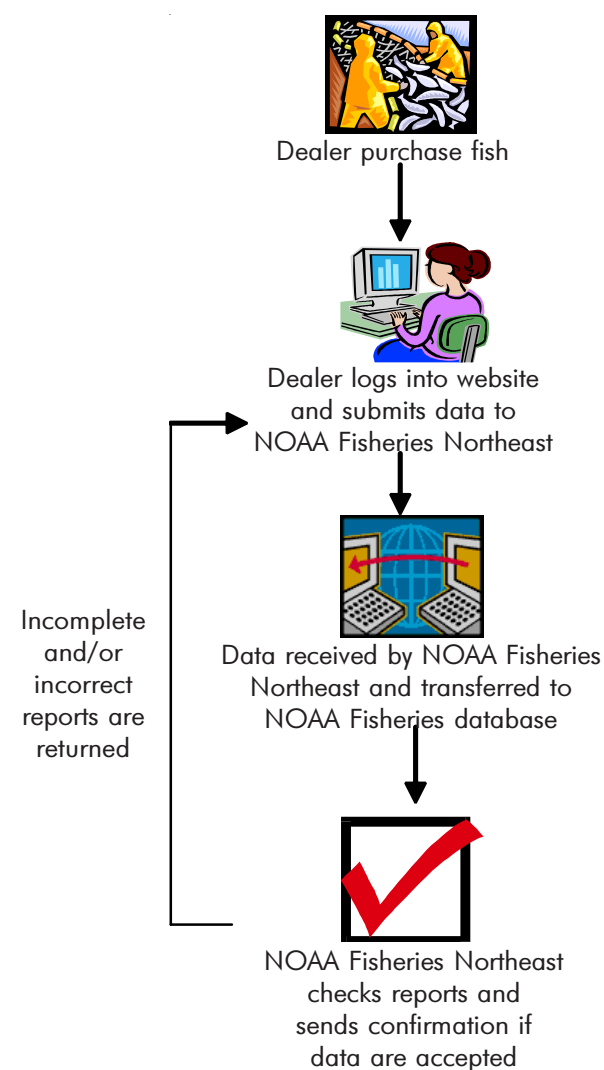 Dealer purchase fish
Dealer logs into website
and submits data to
NOAA Fisheries Northeast
Incomplete
and/or
incorrect
reports are
returned
Data received by NOAA Fisheries
Northeast and transferred to
NOAA Fisheries database
NOAA Fisheries Northeast
checks reports and
sends confirmation if
data are accepted